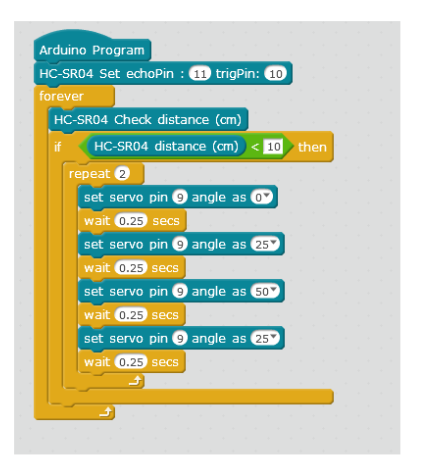 Arduino Program
HC-SR04 Set echoPin : 11 trigPin: 10
forever
HC-SR04 Check distance (cm)
if HC-SR04 distance (cm) < 10 then
repeat 2
set servo pin 9 angle as 0
wait 0.25 secs
set servo pin 9 angle as 25
wait 0.25 secs
set servo pin 9 angle as 50
wait 0.25 secs
set servo pin 9 angle as 25
wait 0.25 secs